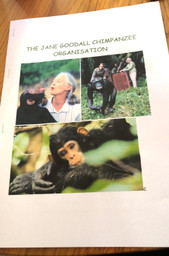 THE JANE GOODALL CHIMPANZEE
ORGANISATION